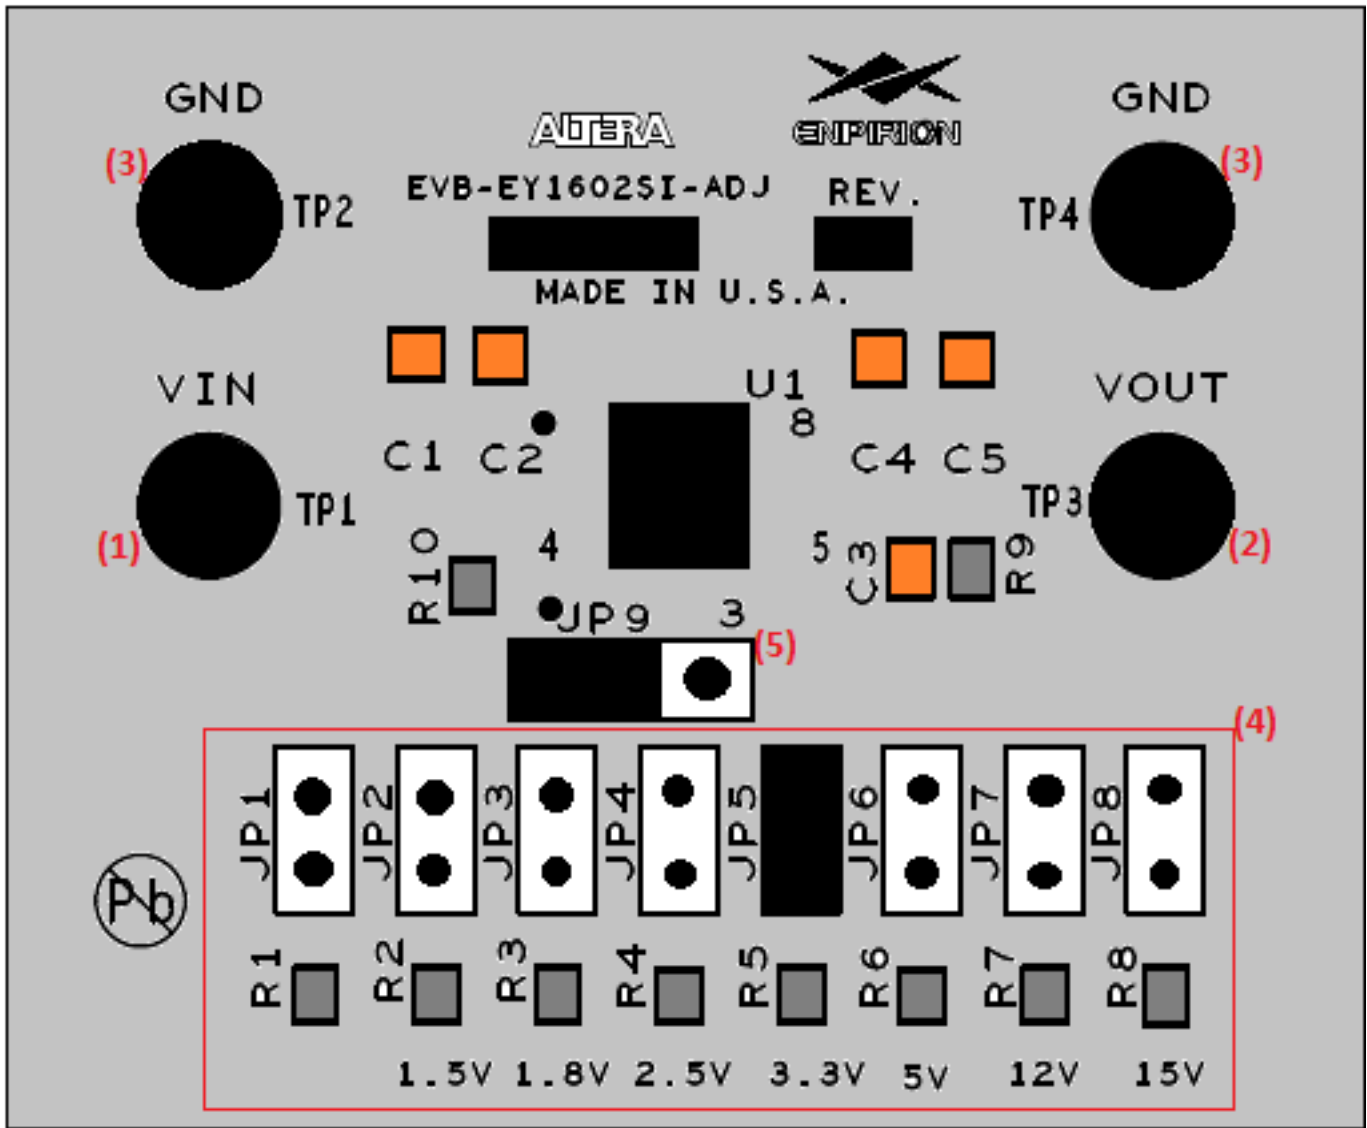 GND
GND
ALTERA
ENPIRION
(3)
(3)
EVB-EY1602SI-ADJ
REV.
TP2
TP4
MADE IN U.S.A.
VIN
U1
VOUT
8
C1
C2
C4
C5
TP1
TP3
(1)
(2)
R10
4
5
C3
R9
JP9
3
(5)
(4)
JP1
JP2
JP3
JP4
JP5
JP6
JP7
JP8
Pb
R1
R2
R3
R4
R5
R6
R7
R8
1.5V
1.8V
2.5V
3.3V
5V
12V
15V